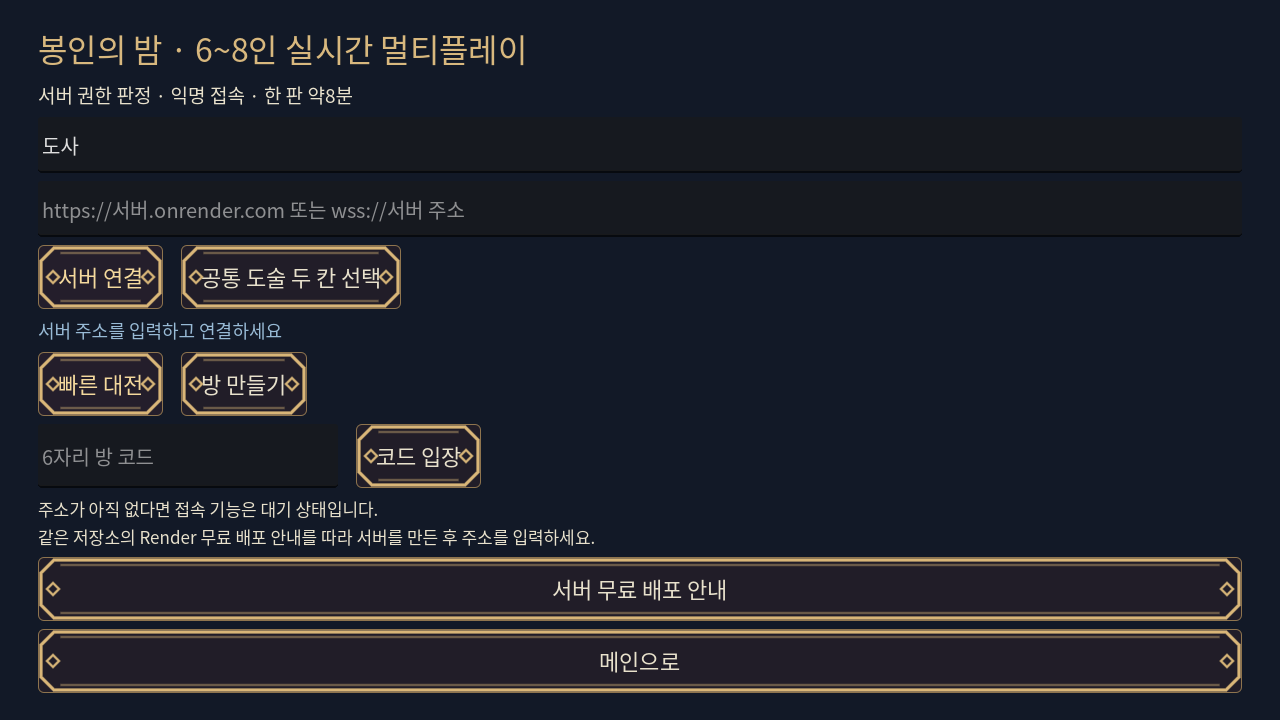 봉인의 밤 · 6~8인 실시간 멀티플레이
서버 권한 판정 · 익명 접속 · 한 판 약8분
도사
https://서버.onrender.com 또는 wss://서버 주소
서버 연결 공통 도술 두 칸 선택
서버 주소를 입력하고 연결하세요
빠른 대전 방 만들기
6자리 방 코드 코드 입장
주소가 아직 없다면 접속 기능은 대기 상태입니다.
같은 저장소의 Render 무료 배포 안내를 따라 서버를 만든 후 주소를 입력하세요.
서버 무료 배포 안내
메인으로